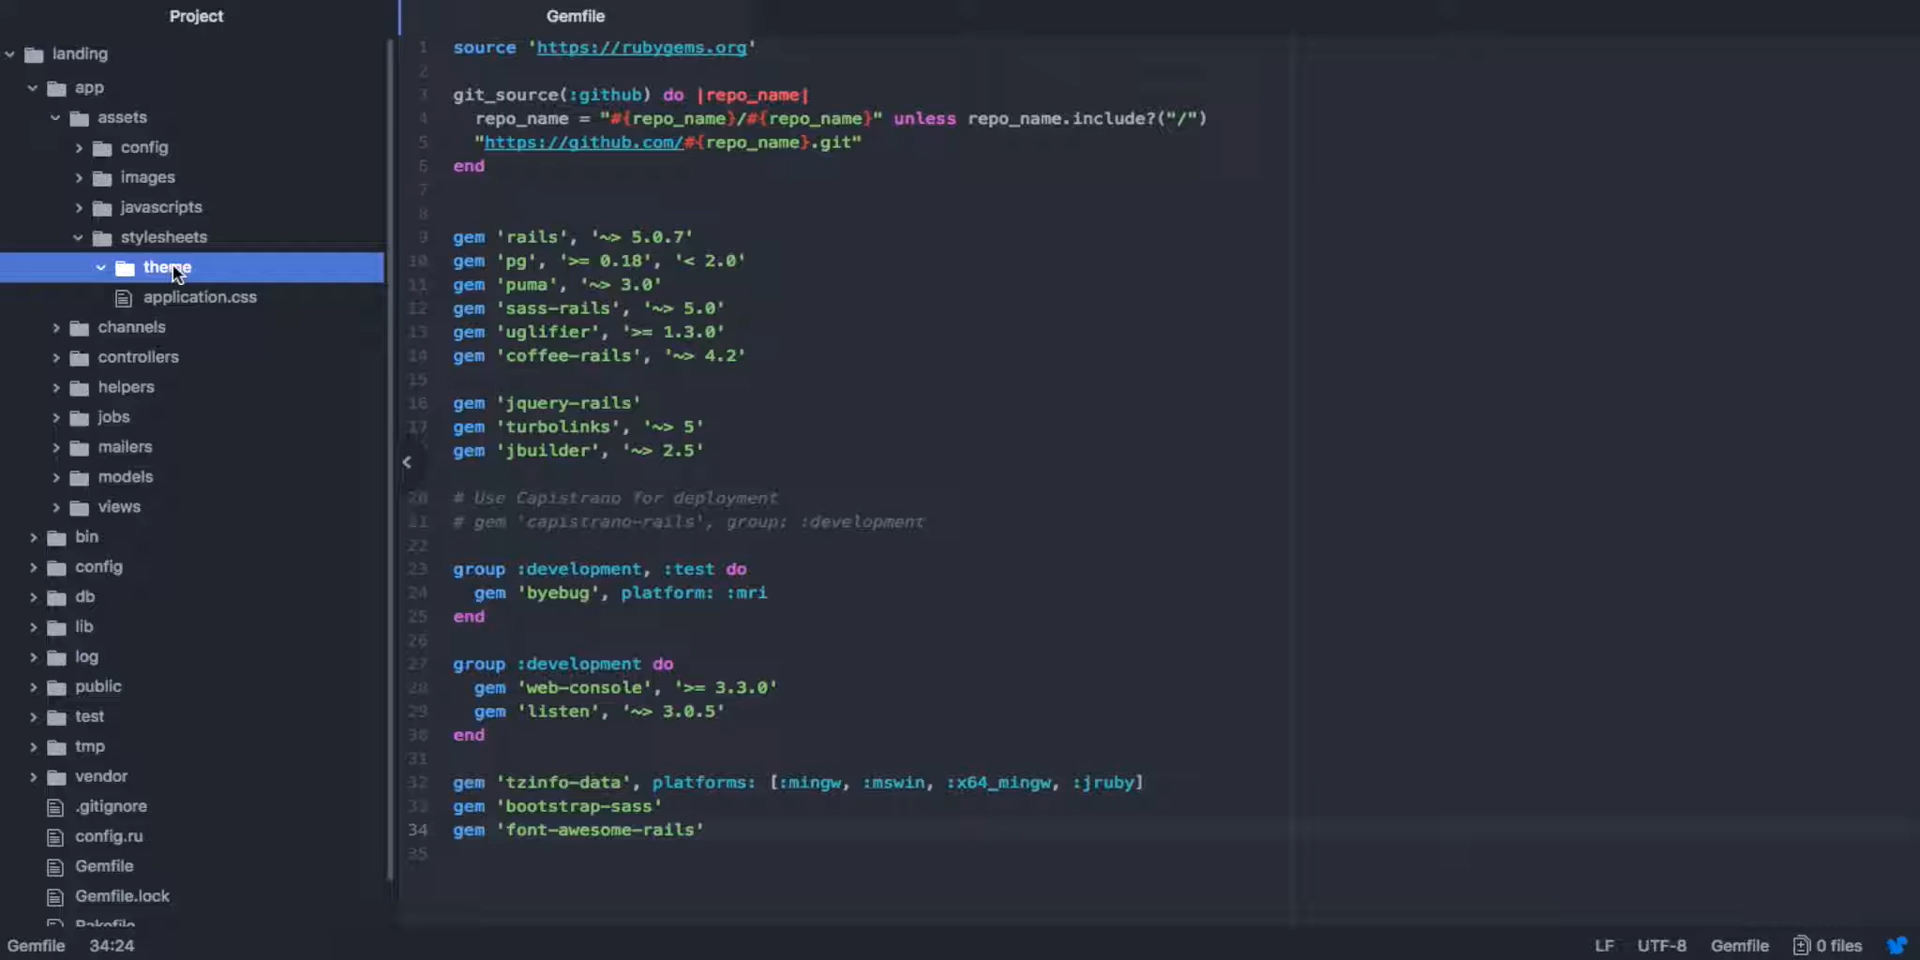 Project
landing
app
assets
config
images
javascripts
stylesheets
theme
application.css
channels
controllers
helpers
jobs
mailers
models
views
bin
config
db
lib
log
public
test
tmp
vendor
.gitignore
config.ru
Gemfile
Gemfile.lock
Rakefile
Gemfile
1 source 'https://rubygems.org'
2
3 git_source(:github) do |repo_name|
4 repo_name = "#{repo_name}/#{repo_name}" unless repo_name.include?("/")
5 "https://github.com/#{repo_name}.git"
6 end
7
8
9 gem 'rails', '~> 5.0.7'
10 gem 'pg', '>= 0.18', '< 2.0'
11 gem 'puma', '~> 3.0'
12 gem 'sass-rails', '~> 5.0'
13 gem 'uglifier', '>= 1.3.0'
14 gem 'coffee-rails', '~> 4.2'
15
16 gem 'jquery-rails'
17 gem 'turbolinks', '~> 5'
gem 'jbuilder', '~> 2.5'
20 # Use Capistrano for deployment
21 # gem 'capistrano-rails', group: :development
22
23 group :development, :test do
24 gem 'byebug', platform: :mri
25 end
26
27 group :development do
28 gem 'web-console', '>= 3.3.0'
29 gem 'listen', '~> 3.0.5'
30 end
31
32 gem 'tzinfo-data', platforms: [:mingw, :mswin, :x64_mingw, :jruby]
33 gem 'bootstrap-sass'
34 gem 'font-awesome-rails'
35
Gemfile 34:24 LF UTF-8 Gemfile 0 files